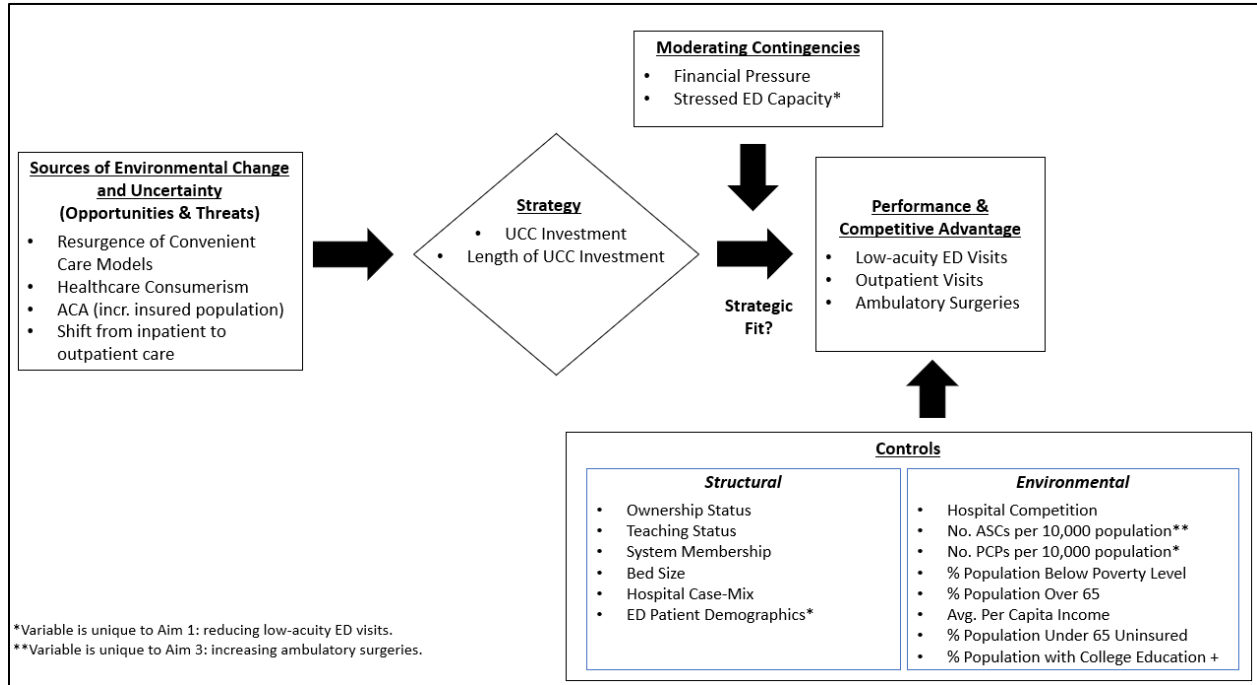 Moderating Contingencies
• Financial Pressure
• Stressed ED Capacity*
Sources of Environmental Change
and Uncertainty
(Opportunities & Threats)
• Resurgence of Convenient
Care Models
• Healthcare Consumerism
• ACA (incr. insured population)
• Shift from inpatient to
outpatient care
Strategy
• UCC Investment
• Length of UCC Investment
Strategic
Fit?
Performance &
Competitive Advantage
• Low-acuity ED Visits
• Outpatient Visits
• Ambulatory Surgeries
Controls
Structural
• Ownership Status
• Teaching Status
• System Membership
• Bed Size
• Hospital Case-Mix
• ED Patient Demographics*
Environmental
• Hospital Competition
• No. ASCs per 10,000 population**
• No. PCPs per 10,000 population*
• % Population Below Poverty Level
• % Population Over 65
• Avg. Per Capita Income
• % Population Under 65 Uninsured
• % Population with College Education +
*Variable is unique to Aim 1: reducing low-acuity ED visits.
**Variable is unique to Aim 3: increasing ambulatory surgeries.